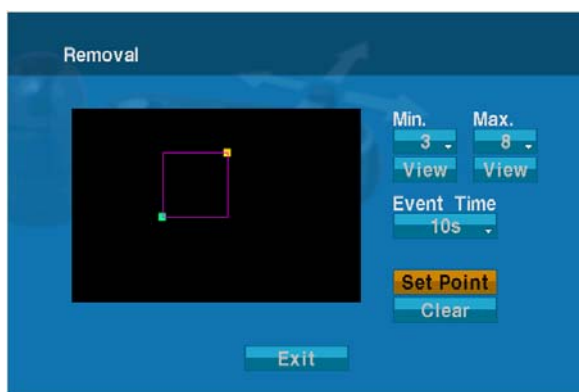 Removal
Min. Max.
3 8
View View
Event Time
10s
Set Point
Clear
Exit